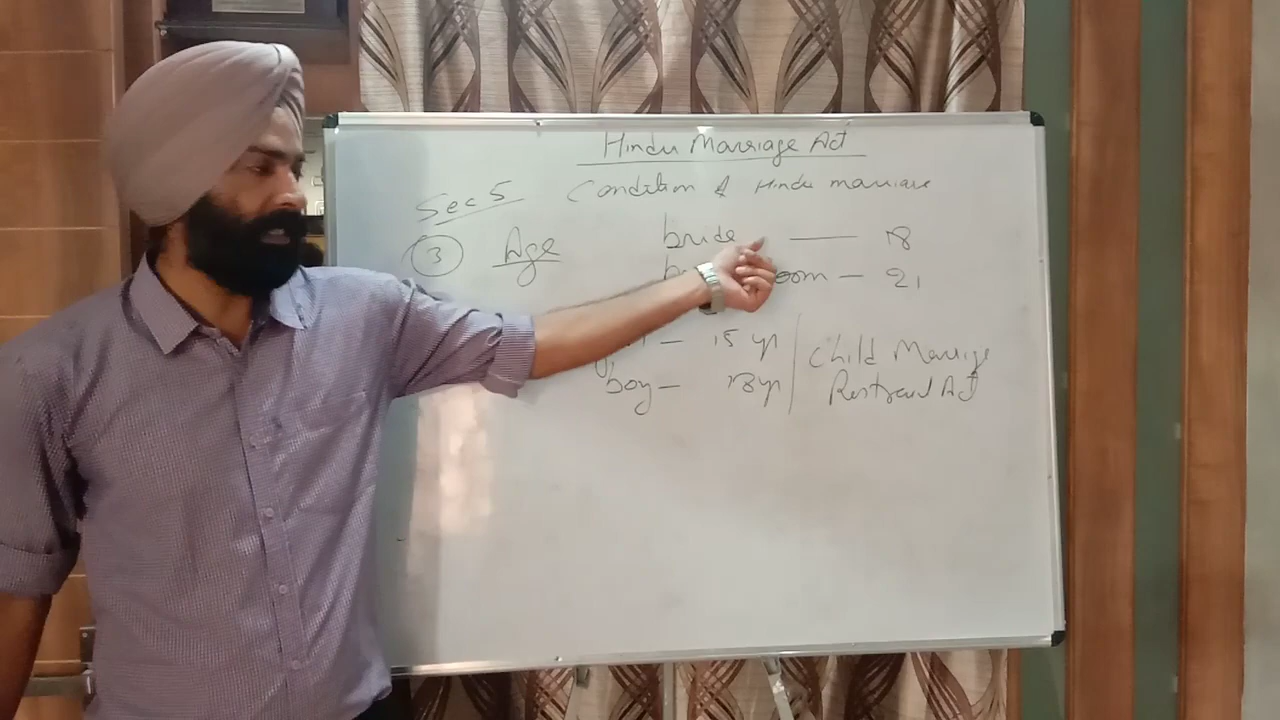 Hindu Marriage Act
Sec 5 Condition of Hindu marriage
3 Age bride — 18
oom — 21
— 15 yr Child Marriage
boy — 18 yr Restraint Act